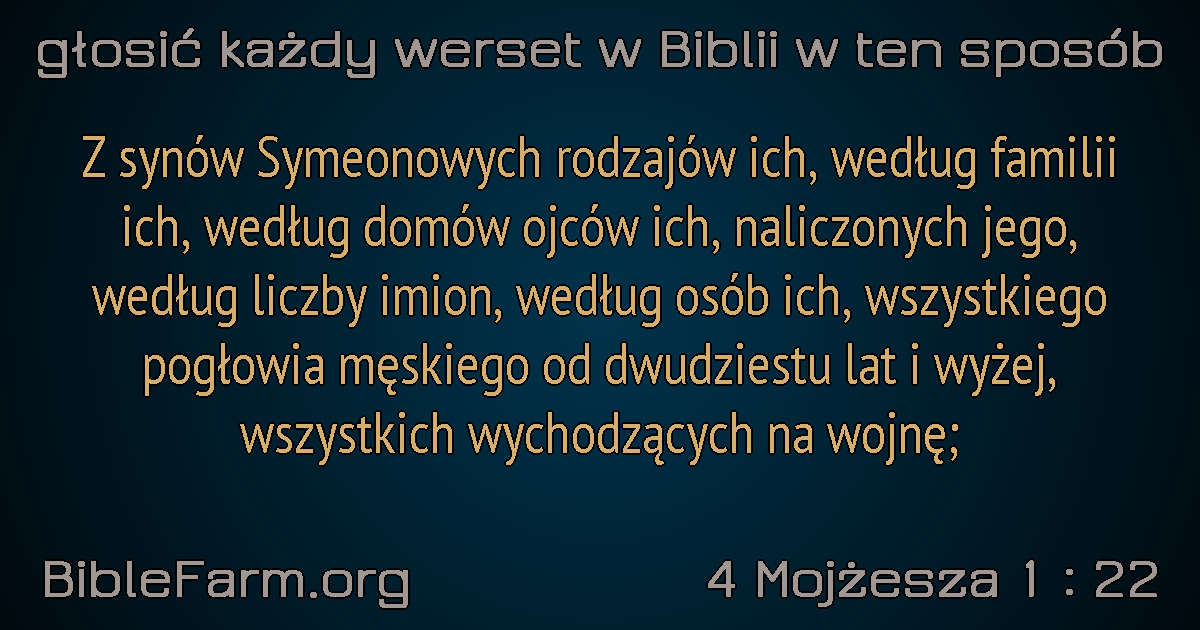 głosić każdy werset w Biblii w ten sposób
Z synów Symeonowych rodzajów ich, według familii
ich, według domów ojców ich, naliczonych jego,
według liczby imion, według osób ich, wszystkiego
pogłowia męskiego od dwudziestu lat i wyżej,
wszystkich wychodzących na wojnę;
BibleFarm.org
4 Mojżesza 1 : 22